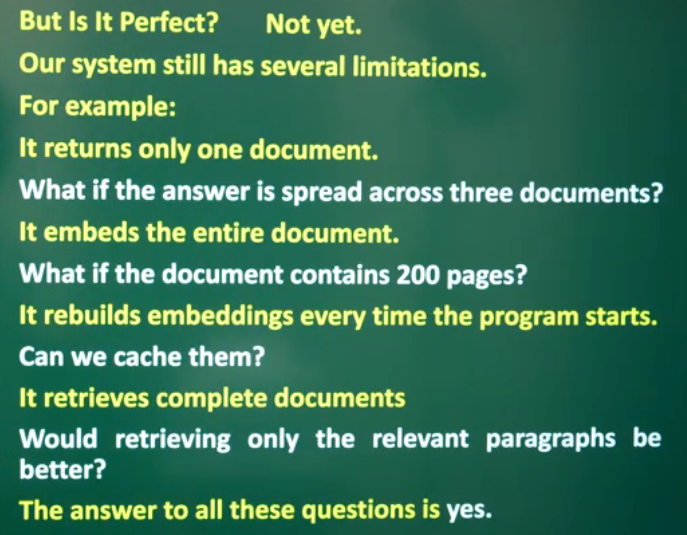 But Is It Perfect? Not yet.
Our system still has several limitations.
For example:
It returns only one document.
What if the answer is spread across three documents?
It embeds the entire document.
What if the document contains 200 pages?
It rebuilds embeddings every time the program starts.
Can we cache them?
It retrieves complete documents
Would retrieving only the relevant paragraphs be
better?
The answer to all these questions is yes.